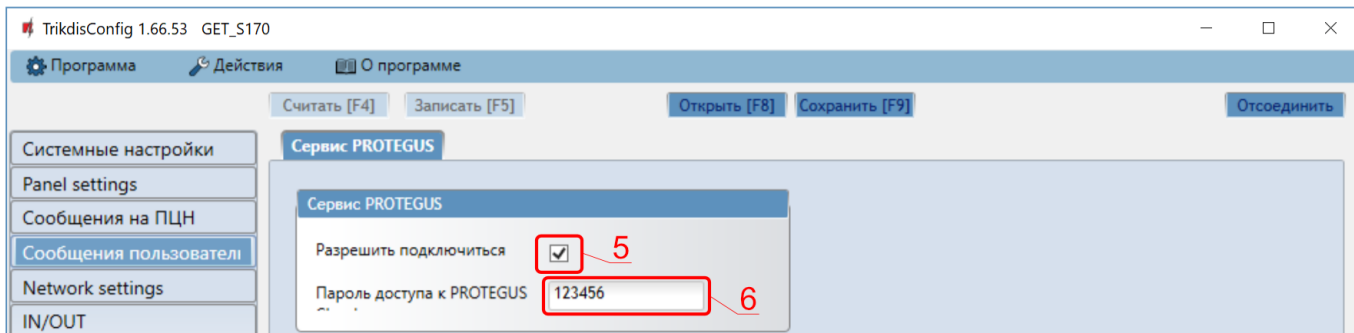 TrikdisConfig 1.66.53 GET_S170
Программа Действия О программе
Считать [F4] Записать [F5] Открыть [F8] Сохранить [F9] Отсоединить
Системные настройки
Сервис PROTEGUS
Panel settings
Сообщения на ПЦН
Сервис PROTEGUS
Сообщения пользовател
Разрешить подключиться
5
Network settings
Пароль доступа к PROTEGUS
123456
6
IN/OUT